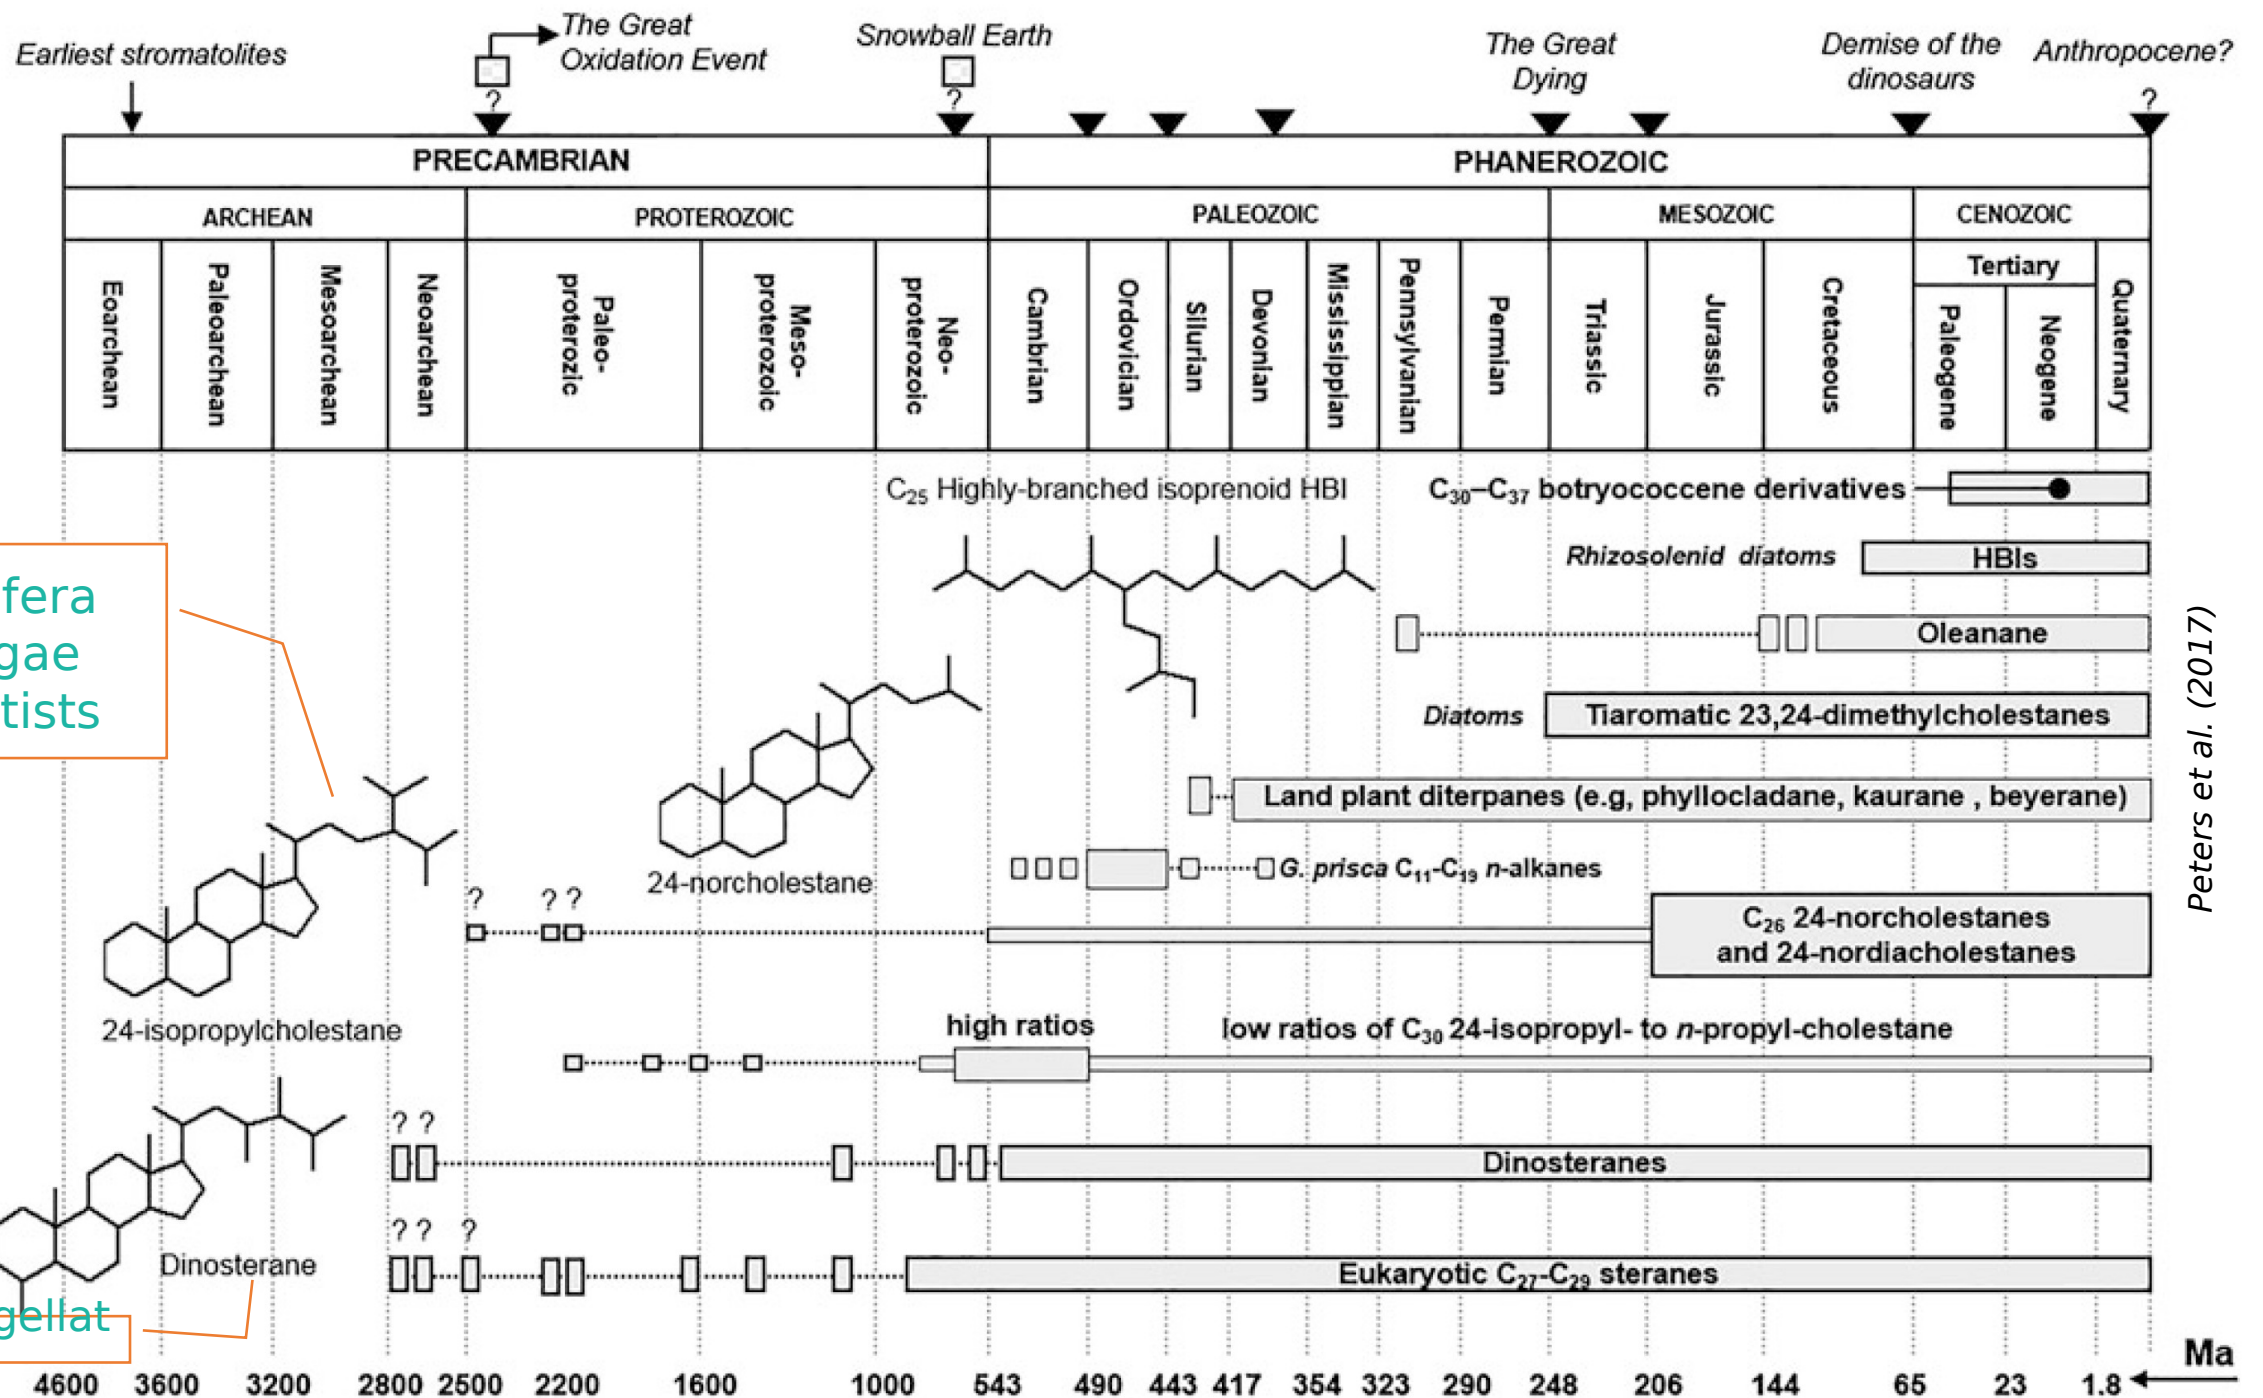 Earliest stromatolites
The Great
Oxidation Event
Snowball Earth
The Great
Dying
Demise of the
dinosaurs
Anthropocene?
?
?
?
PRECAMBRIAN
PHANEROZOIC
ARCHEAN
PROTEROZOIC
PALEOZOIC
MESOZOIC
CENOZOIC
Eoarchean
Paleoarchean
Mesoarchean
Neoarchean
Paleo-
proterozic
Meso-
proterozoic
Neo-
proterozoic
Cambrian
Ordovician
Silurian
Devonian
Mississippian
Pennsylvanian
Permian
Triassic
Jurassic
Cretaceous
Tertiary
Paleogene
Neogene
Quaternary
C₂₅ Highly-branched isoprenoid HBI
C₃₀–C₃₇ botryococcene derivatives
Rhizosolenid diatoms
HBIs
Oleanane
Diatoms
Tiaromatic 23,24-dimethylcholestanes
Land plant diterpanes (e.g, phyllocladane, kaurane , beyerane)
G. prisca C₁₁-C₁₉ n-alkanes
24-norcholestane
? ? ?
C₂₆ 24-norcholestanes
and 24-nordiacholestanes
24-isopropylcholestane
high ratios
low ratios of C₃₀ 24-isopropyl- to n-propyl-cholestane
? ?
Dinosteranes
? ? ?
Dinosterane
Eukaryotic C₂₇-C₂₉ steranes
fera
gae
tists
gellat
Peters et al. (2017)
Ma
4600 3600 3200 2800 2500 2200 1600 1000 543 490 443 417 354 323 290 248 206 144 65 23 1.8